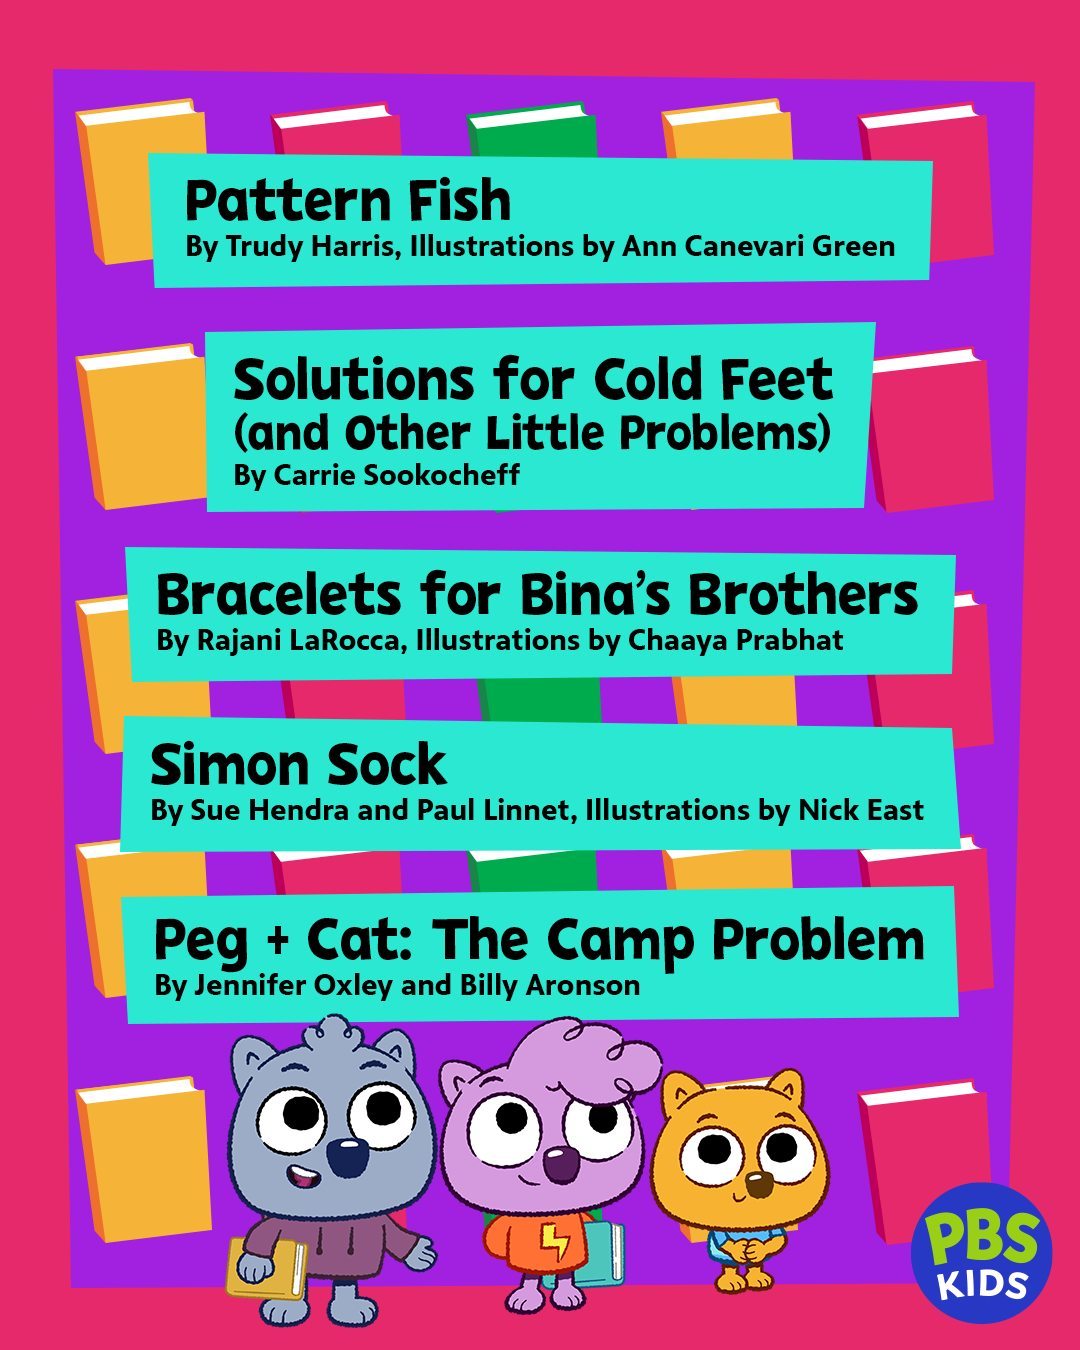 Pattern Fish
By Trudy Harris, Illustrations by Ann Canevari Green
Solutions for Cold Feet
(and Other Little Problems)
By Carrie Sookocheff
Bracelets for Bina’s Brothers
By Rajani LaRocca, Illustrations by Chaaya Prabhat
Simon Sock
By Sue Hendra and Paul Linnet, Illustrations by Nick East
Peg + Cat: The Camp Problem
By Jennifer Oxley and Billy Aronson
PBS
KIDS